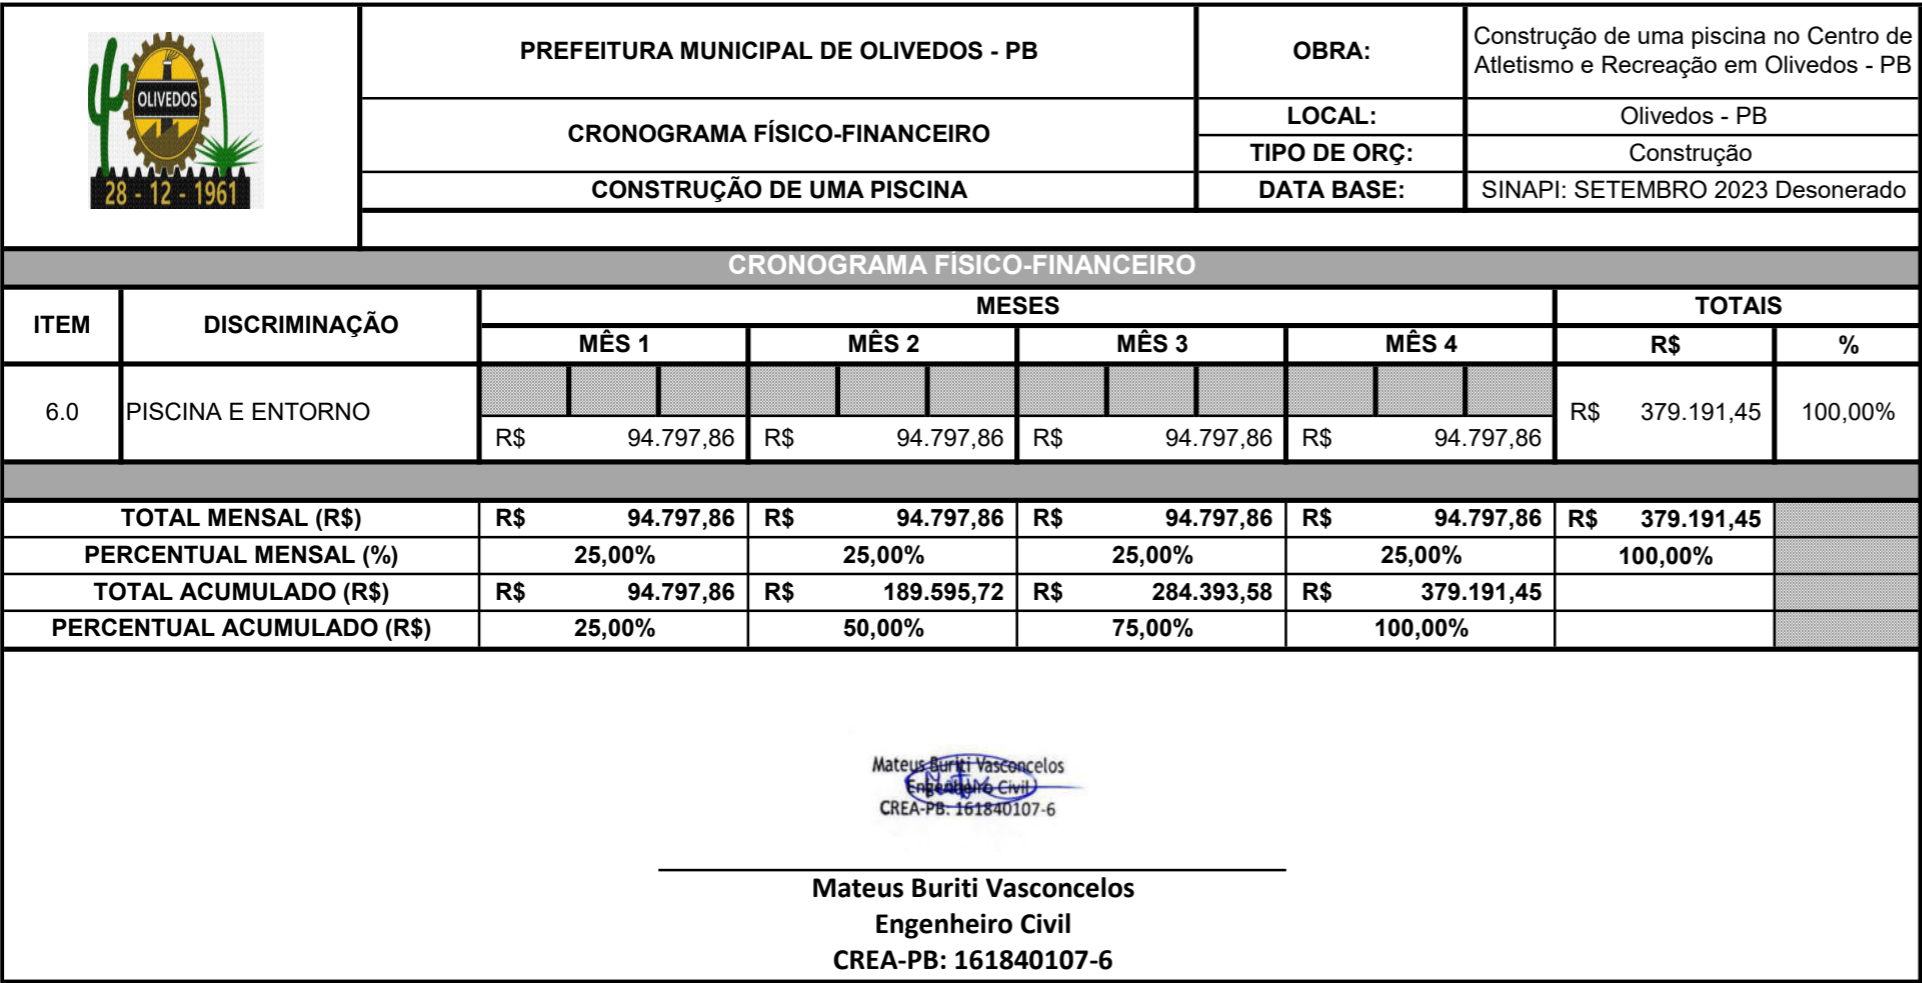 OLIVEDOS
28 - 12 - 1961
PREFEITURA MUNICIPAL DE OLIVEDOS - PB
CRONOGRAMA FÍSICO-FINANCEIRO
CONSTRUÇÃO DE UMA PISCINA
OBRA:
Construção de uma piscina no Centro de
Atletismo e Recreação em Olivedos - PB
LOCAL:
Olivedos - PB
TIPO DE ORÇ:
Construção
DATA BASE:
SINAPI: SETEMBRO 2023 Desonerado
CRONOGRAMA FÍSICO-FINANCEIRO
ITEM DISCRIMINAÇÃO MESES TOTAIS
MÊS 1 MÊS 2 MÊS 3 MÊS 4 R$ %
6.0 PISCINA E ENTORNO R$ 94.797,86 R$ 94.797,86 R$ 94.797,86 R$ 94.797,86 R$ 379.191,45 100,00%
TOTAL MENSAL (R$) R$ 94.797,86 R$ 94.797,86 R$ 94.797,86 R$ 94.797,86 R$ 379.191,45
PERCENTUAL MENSAL (%) 25,00% 25,00% 25,00% 25,00% 100,00%
TOTAL ACUMULADO (R$) R$ 94.797,86 R$ 189.595,72 R$ 284.393,58 R$ 379.191,45
PERCENTUAL ACUMULADO (R$) 25,00% 50,00% 75,00% 100,00%
Mateus Buriti Vasconcelos
Engenheiro Civil
CREA-PB: 161840107-6
Mateus Buriti Vasconcelos
Engenheiro Civil
CREA-PB: 161840107-6